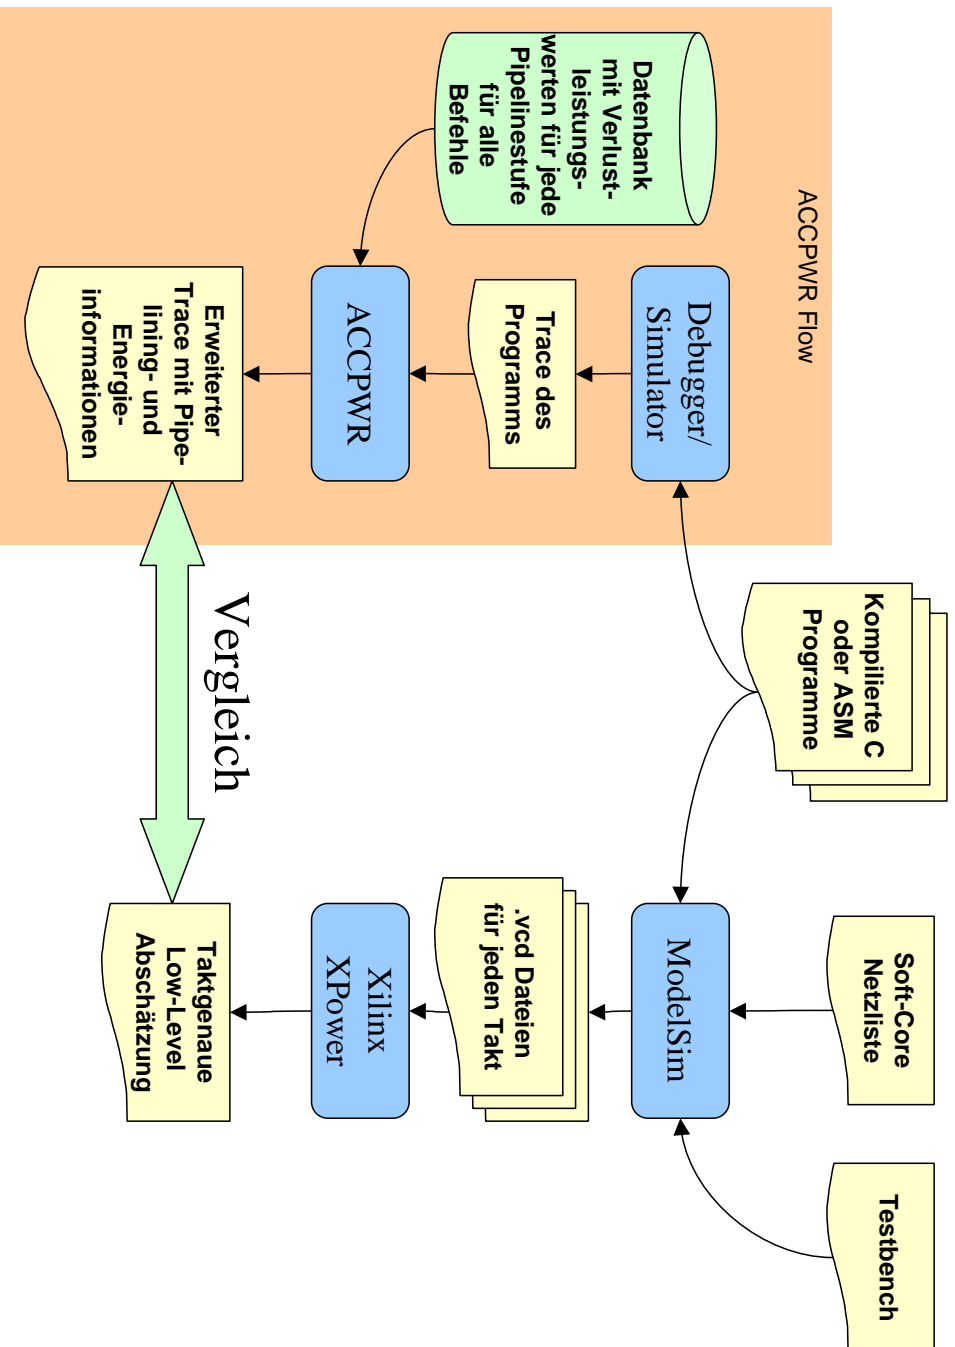 ACCPWR Flow
Datenbank
mit Verlust-
leistungs-
werten für jede
Pipelinestufe
für alle
Befehle
Debugger/
Simulator
Trace des
Programms
ACCPWR
Erweiterter
Trace mit Pipe-
lining- und
Energie-
informationen
Kompilierte C
oder ASM
Programme
Vergleich
Soft-Core
Netzliste
Testbench
ModelSim
.vcd Dateien
für jeden Takt
Xilinx
XPower
Taktgenaue
Low-Level
Abschätzung